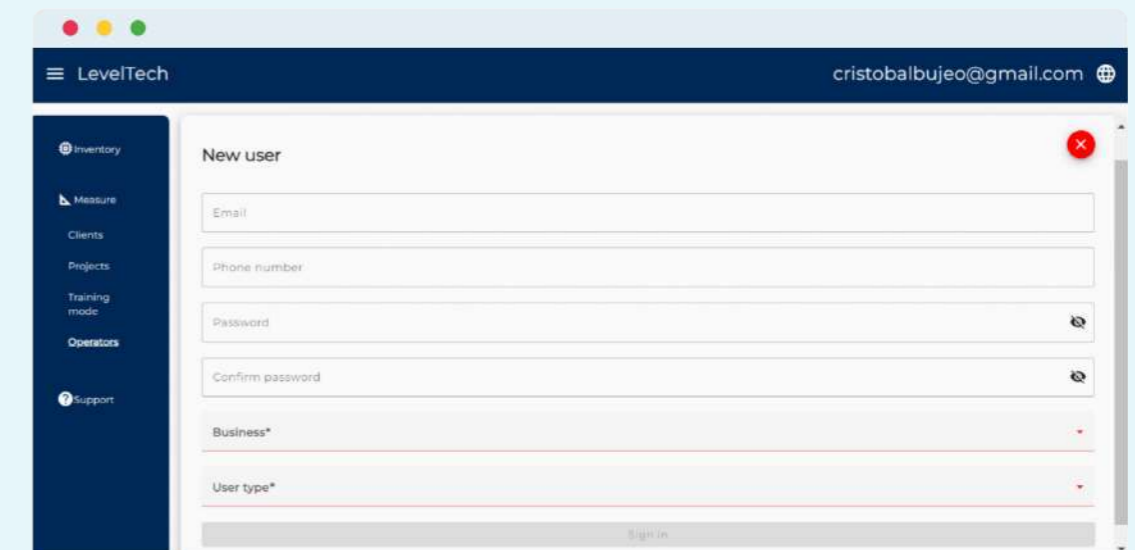 LevelTech
cristobalbujeo@gmail.com
Inventory
Measure
Clients
Projects
Training
mode
Operators
Support
New user
Email
Phone number
Password
Confirm password
Business*
User type*
Sign in